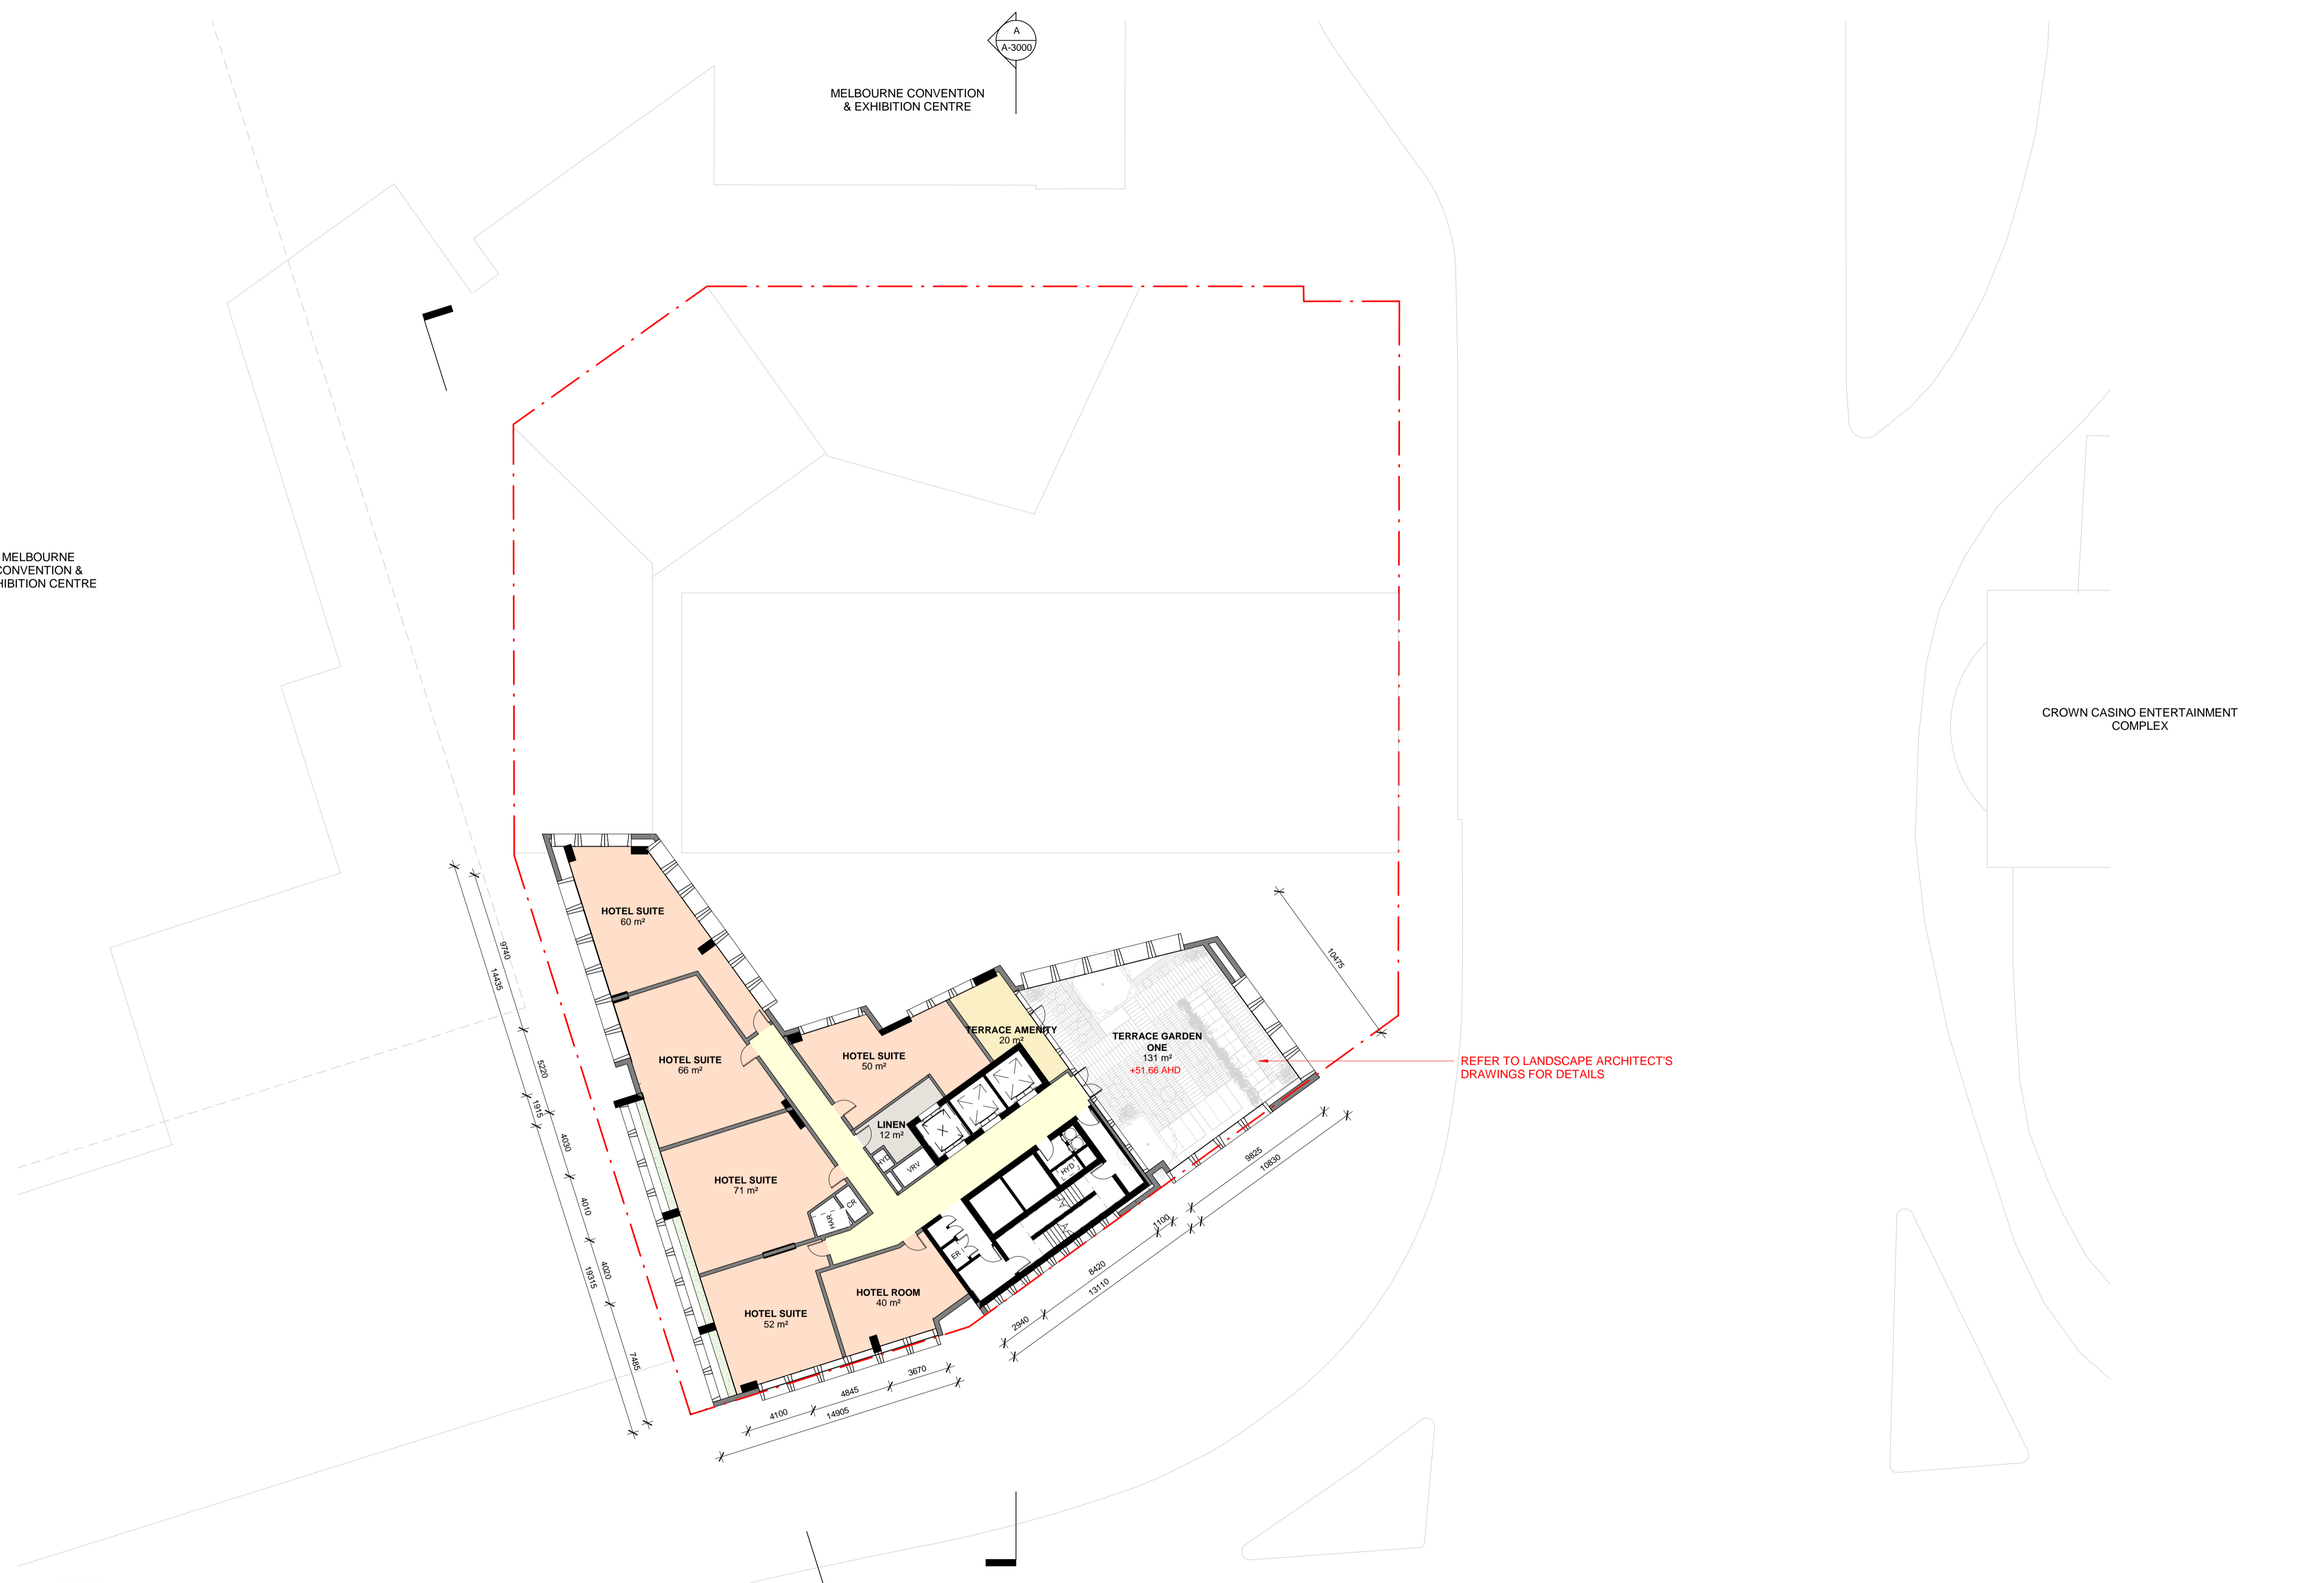 A
A-3000
MELBOURNE CONVENTION
& EXHIBITION CENTRE
MELBOURNE
CONVENTION &
HIBITION CENTRE
CROWN CASINO ENTERTAINMENT
COMPLEX
HOTEL SUITE
60 m²
HOTEL SUITE
66 m²
HOTEL SUITE
50 m²
TERRACE AMENITY
20 m²
TERRACE GARDEN
ONE
131 m²
+51.66 AHD
REFER TO LANDSCAPE ARCHITECT'S
DRAWINGS FOR DETAILS
LINEN
12 m²
HYD
VRV
HYD
HOTEL SUITE
71 m²
CR
HAR
ER
HOTEL ROOM
40 m²
HOTEL SUITE
52 m²
9740
14435
5220
1915
4030
4010
4020
19315
7485
10475
9825
10830
1100
8420
13110
2940
3670
4845
4100
14905